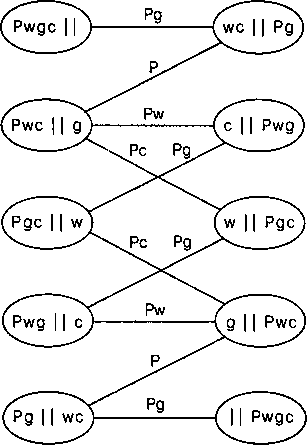 Pg
Pwgc || wc || Pg
P
Pwc || g Pw c || Pwg
Pc Pg
Pgc || w w || Pgc
Pc Pg
Pwg || c Pw g || Pwc
P
Pg || wc Pg || Pwgc